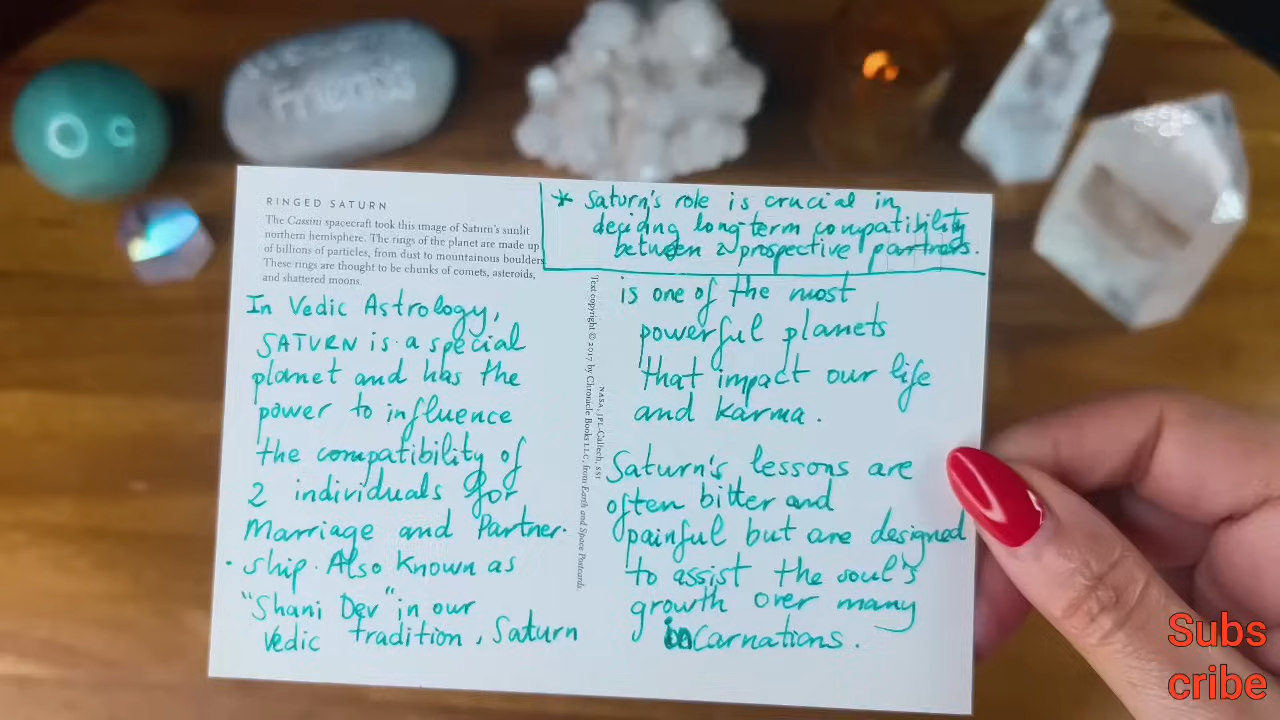 Friends
RINGED SATURN
The Cassini spacecraft took this image of Saturn's sunlit
northern hemisphere. The rings of the planet are made up
of billions of particles, from dust to mountainous boulders.
These rings are thought to be chunks of comets, asteroids,
and shattered moons.
In Vedic Astrology,
SATURN is a special
planet and has the
power to influence
the compatibility of
2 individuals for
Marriage and Partner-
- ship. Also Known as
"Shani Dev" in our
Vedic tradition, Saturn
NASA, JPL-Caltech, SSI
Text copyright © 2017 by Chronicle Books LLC, from Earth and Space Postcards.
* Saturn's role is crucial in
deciding long term compatibility
between 2 prospective partners.
is one of the most
powerful planets
that impact our life
and karma.
Saturn's lessons are
often bitter and
painful but are designed
to assist the soul's
growth over many
incarnations.
Subs
cribe